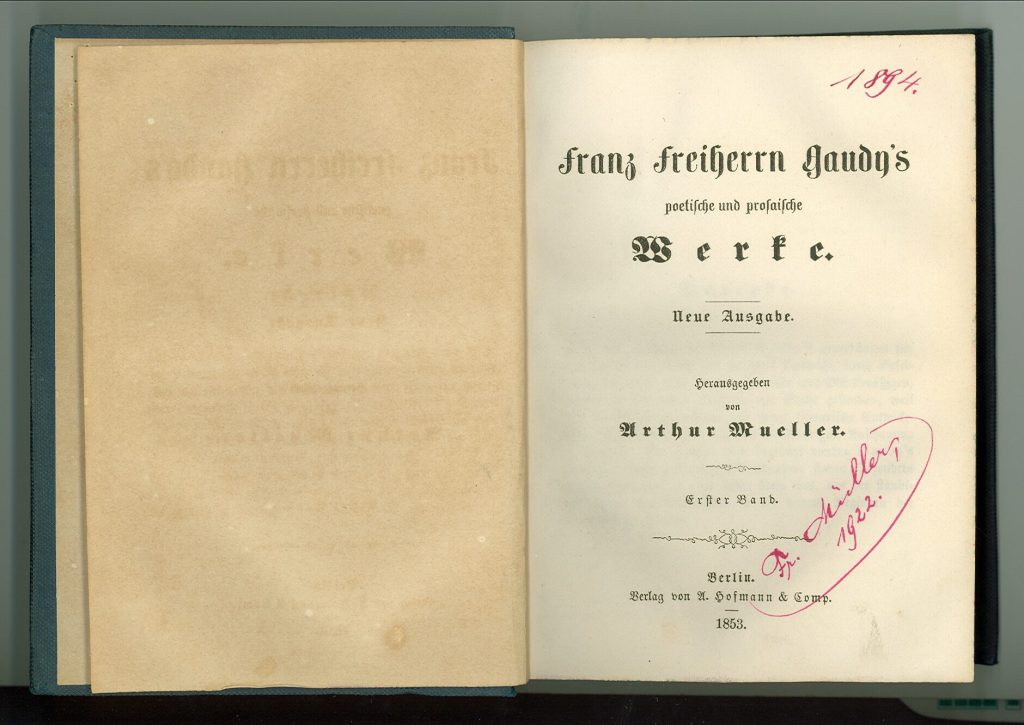 1894.
Franz Freiherrn Gaudy's
poetische und prosaische
Werke.
Neue Ausgabe.
Herausgegeben
von
Arthur Mueller.
Erster Band.
Fr. Müller,
1922.
Berlin.
Verlag von A. Hofmann & Comp.
1853.